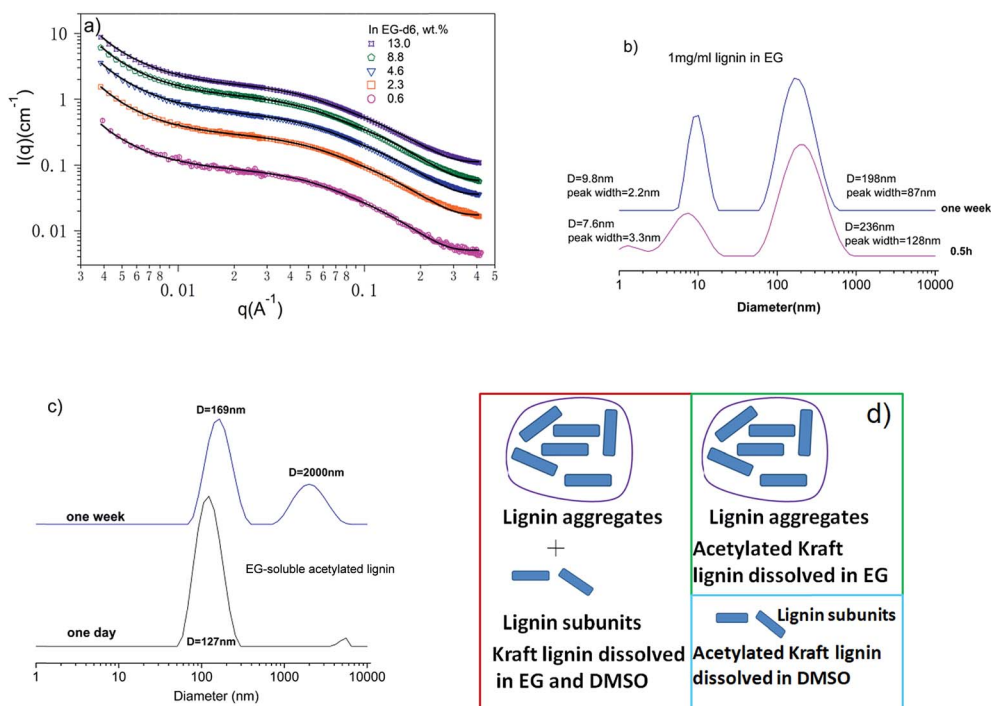 a)
In EG-d6, wt.%
13.0
8.8
4.6
2.3
0.6
10
1
0.1
0.01
I(q)(cm-1)
3 4 5 6 7 8 0.01 2 3 4 5 6 7 8 0.1 2 3 4 5
q(A-1)
b)
1mg/ml lignin in EG
D=9.8nm
peak width=2.2nm
D=198nm
peak width=87nm
one week
D=7.6nm
peak width=3.3nm
D=236nm
peak width=128nm
0.5h
1 10 100 1000 10000
Diameter(nm)
c)
D=169nm
D=2000nm
one week
EG-soluble acetylated lignin
one day
D=127nm
1 10 100 1000 10000
Diameter (nm)
d)
Lignin aggregates
+
Lignin subunits
Kraft lignin dissolved
in EG and DMSO
Lignin aggregates
Acetylated Kraft
lignin dissolved in EG
Lignin subunits
Acetylated Kraft lignin
dissolved in DMSO